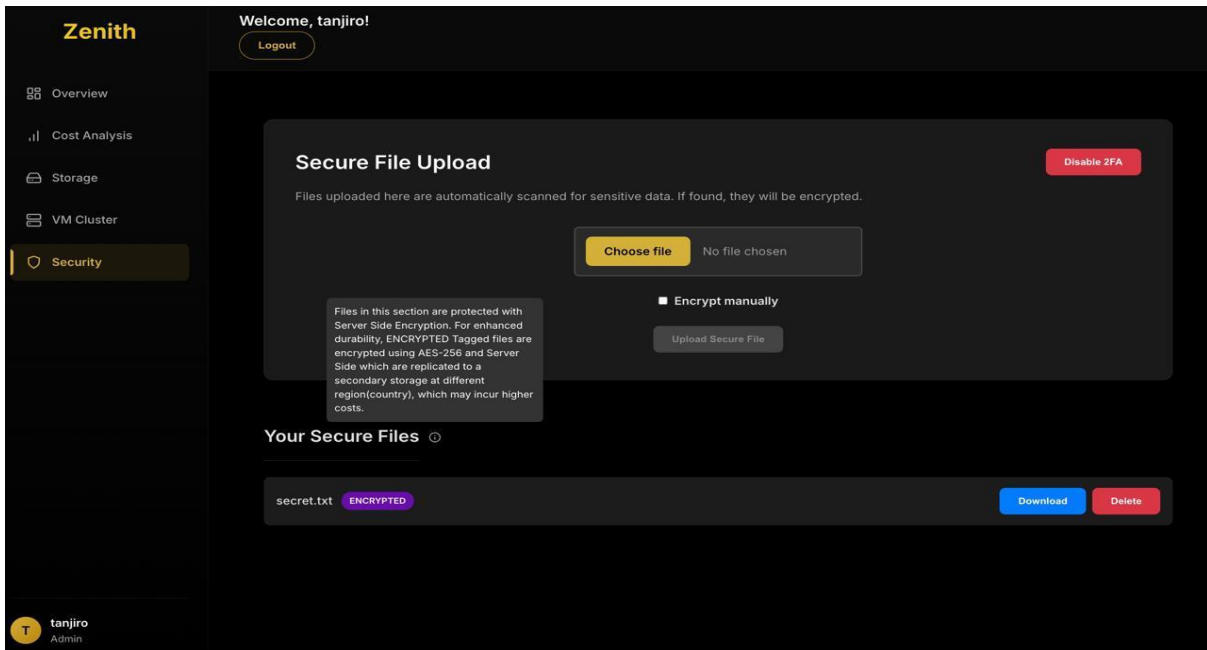 Zenith
Welcome, tanjiro!
Logout
Overview
Cost Analysis
Storage
VM Cluster
Security
Secure File Upload
Disable 2FA
Files uploaded here are automatically scanned for sensitive data. If found, they will be encrypted.
Choose file No file chosen
Encrypt manually
Upload Secure File
Files in this section are protected with
Server Side Encryption. For enhanced
durability, ENCRYPTED Tagged files are
encrypted using AES-256 and Server
Side which are replicated to a
secondary storage at different
region(country), which may incur higher
costs.
Your Secure Files
secret.txt ENCRYPTED
Download Delete
T
tanjiro
Admin